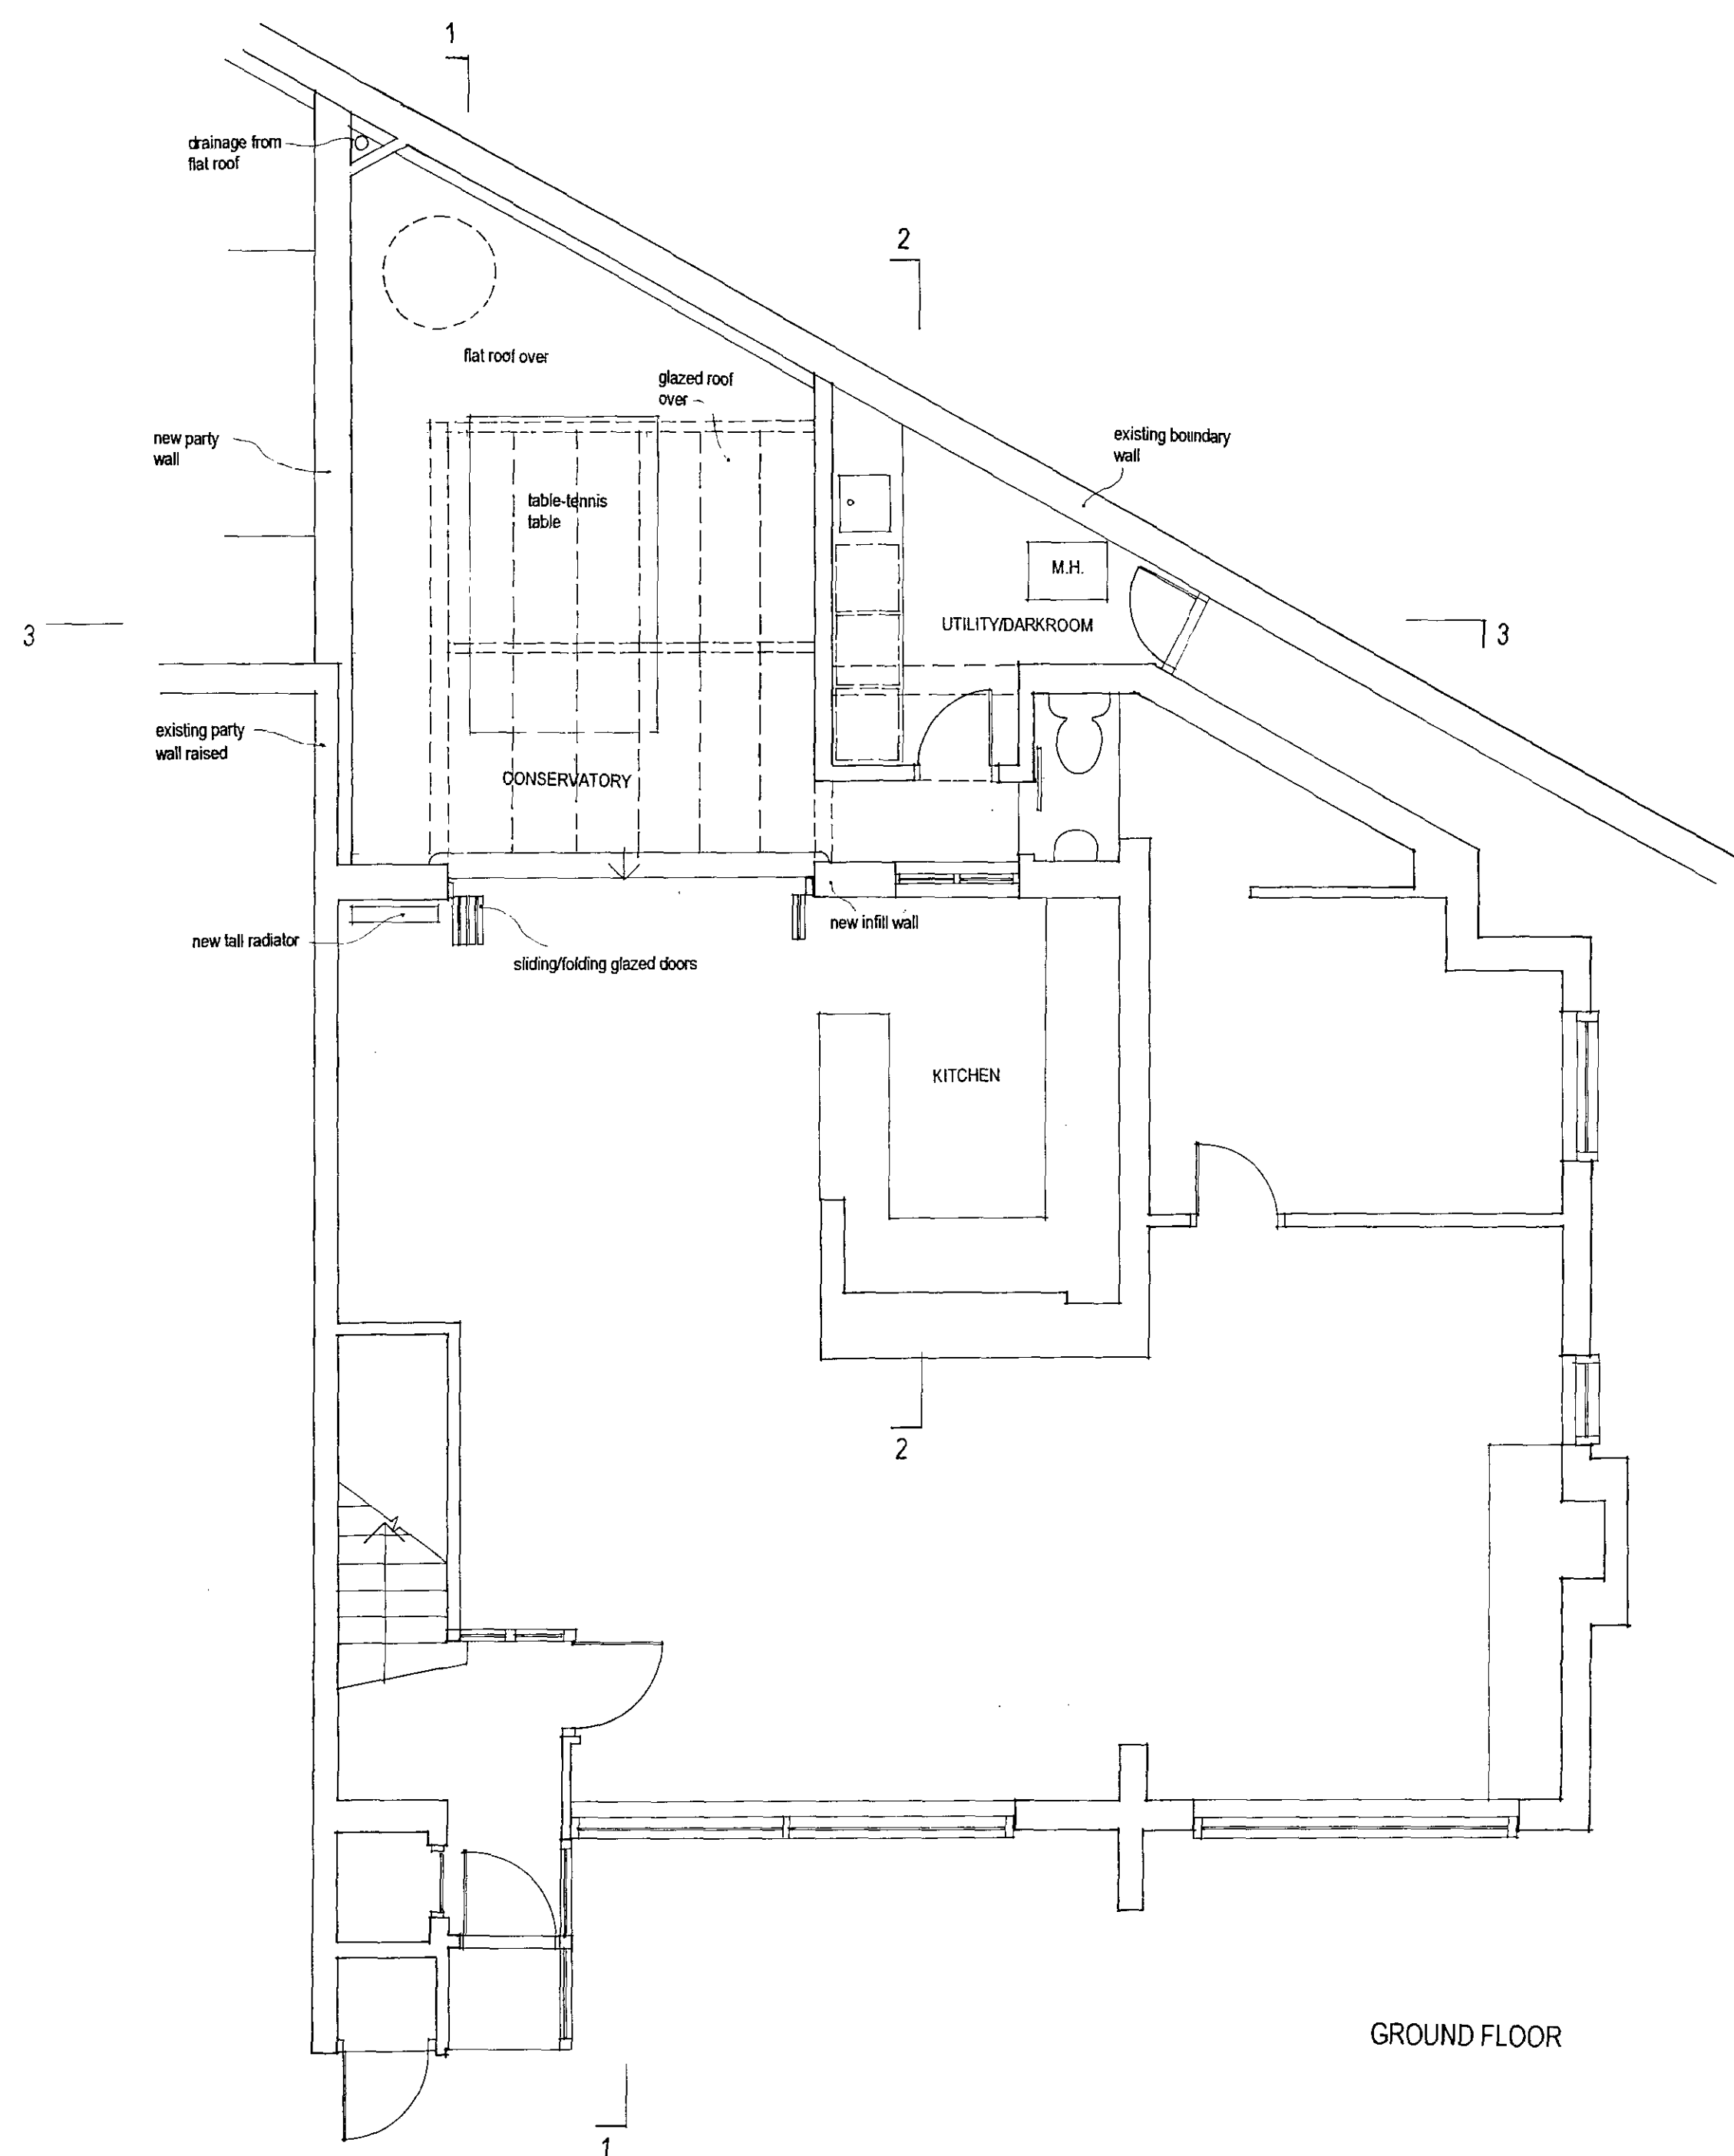 1
drainage from
flat roof
2
flat roof over
glazed roof
over
new party
wall
existing boundary
wall
table-tennis
table
M.H.
UTILITY/DARKROOM
3
3
existing party
wall raised
CONSERVATORY
new tall radiator
new infill wall
sliding/folding glazed doors
KITCHEN
2
GROUND FLOOR
1